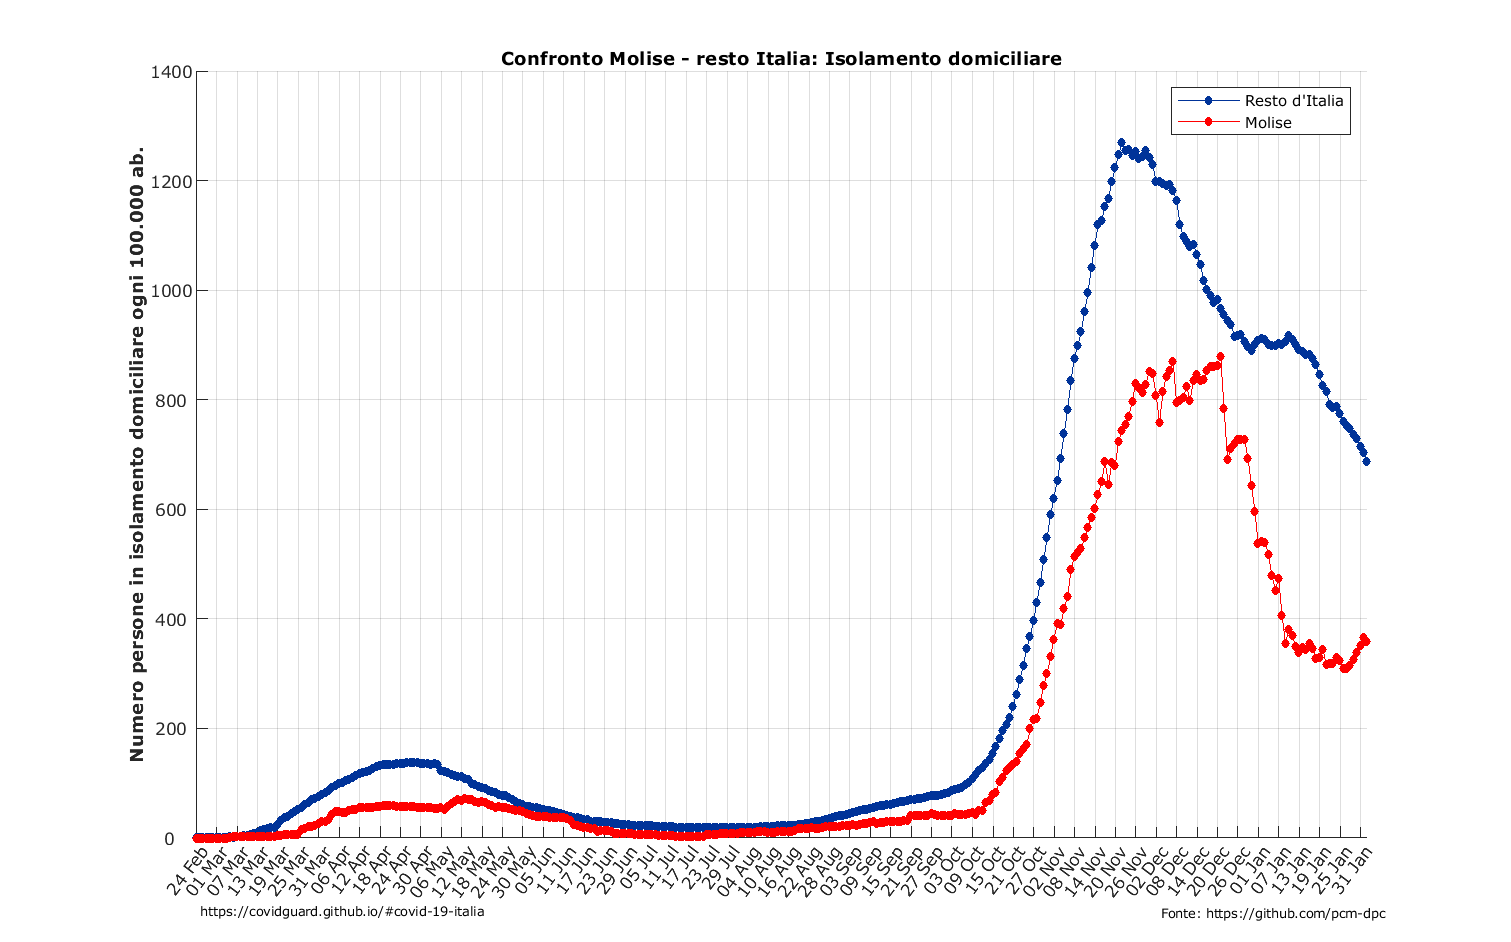 Confronto Molise - resto Italia: Isolamento domiciliare
Numero persone in isolamento domiciliare ogni 100.000 ab.
1400
1200
1000
800
600
400
200
0
Resto d'Italia
Molise
24 Feb
01 Mar
07 Mar
13 Mar
19 Mar
25 Mar
31 Mar
06 Apr
12 Apr
18 Apr
24 Apr
30 Apr
06 May
12 May
18 May
24 May
30 May
05 Jun
11 Jun
17 Jun
23 Jun
29 Jun
05 Jul
11 Jul
17 Jul
23 Jul
29 Jul
04 Aug
10 Aug
16 Aug
22 Aug
28 Aug
03 Sep
09 Sep
15 Sep
21 Sep
27 Sep
03 Oct
09 Oct
15 Oct
21 Oct
27 Oct
02 Nov
08 Nov
14 Nov
20 Nov
26 Nov
02 Dec
08 Dec
14 Dec
20 Dec
26 Dec
01 Jan
07 Jan
13 Jan
19 Jan
25 Jan
31 Jan
https://covidguard.github.io/#covid-19-italia
Fonte: https://github.com/pcm-dpc